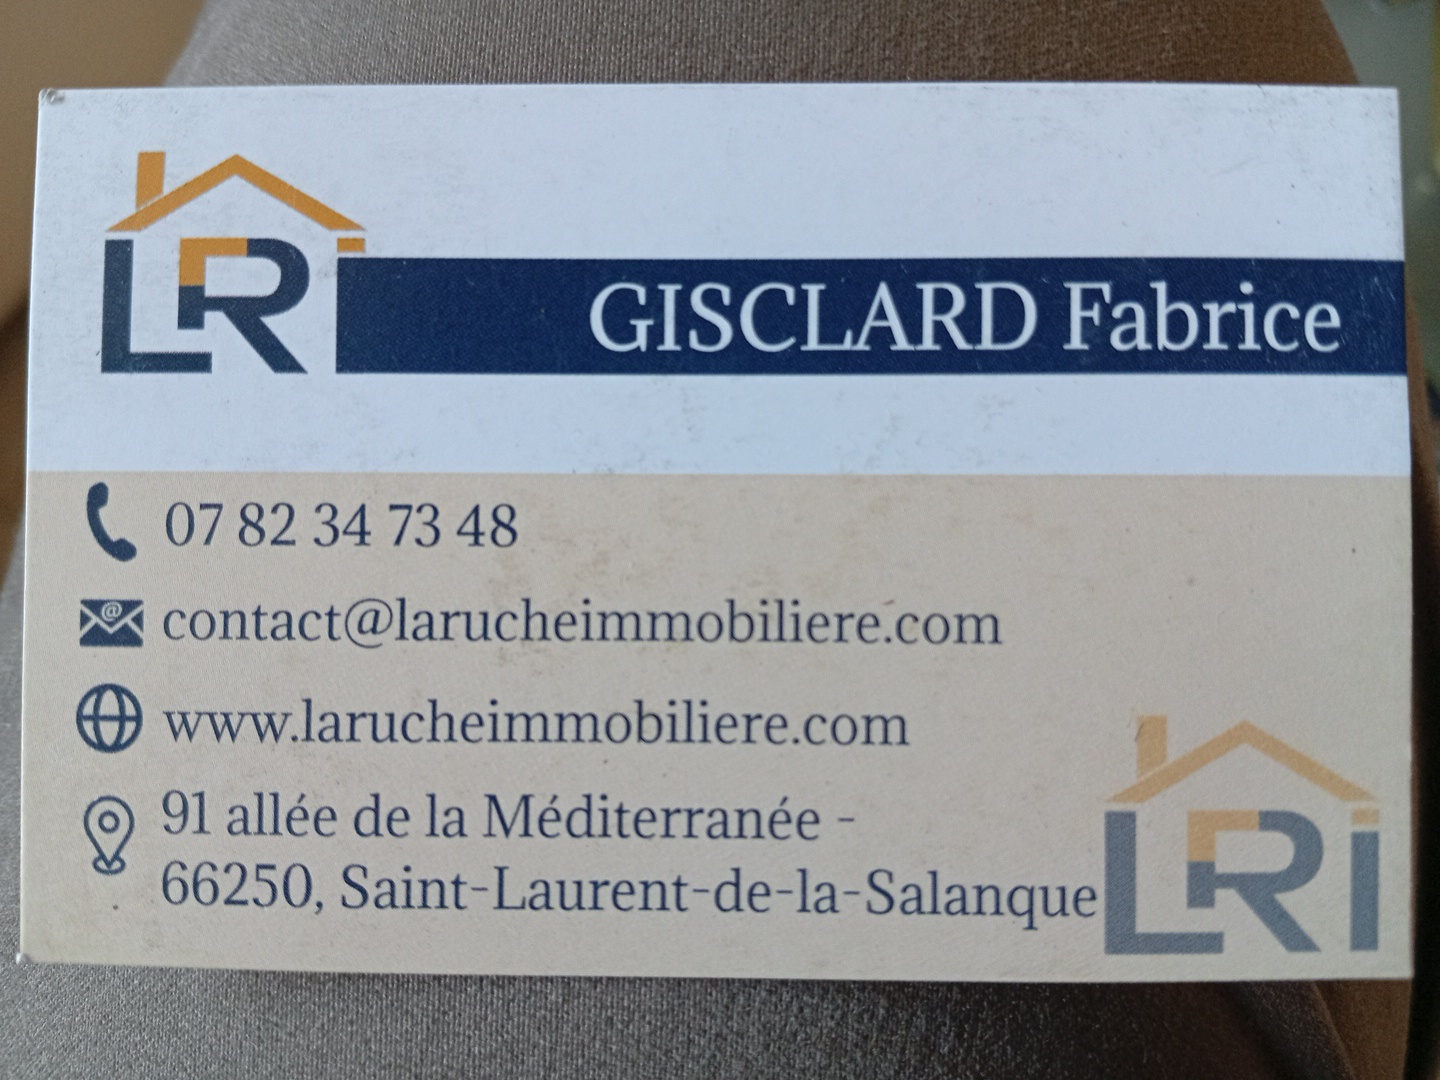 LRI
GISCLARD Fabrice
07 82 34 73 48
@
contact@larucheimmobiliere.com
www.larucheimmobiliere.com
91 allée de la Méditerranée -
66250, Saint-Laurent-de-la-Salanque
LRI